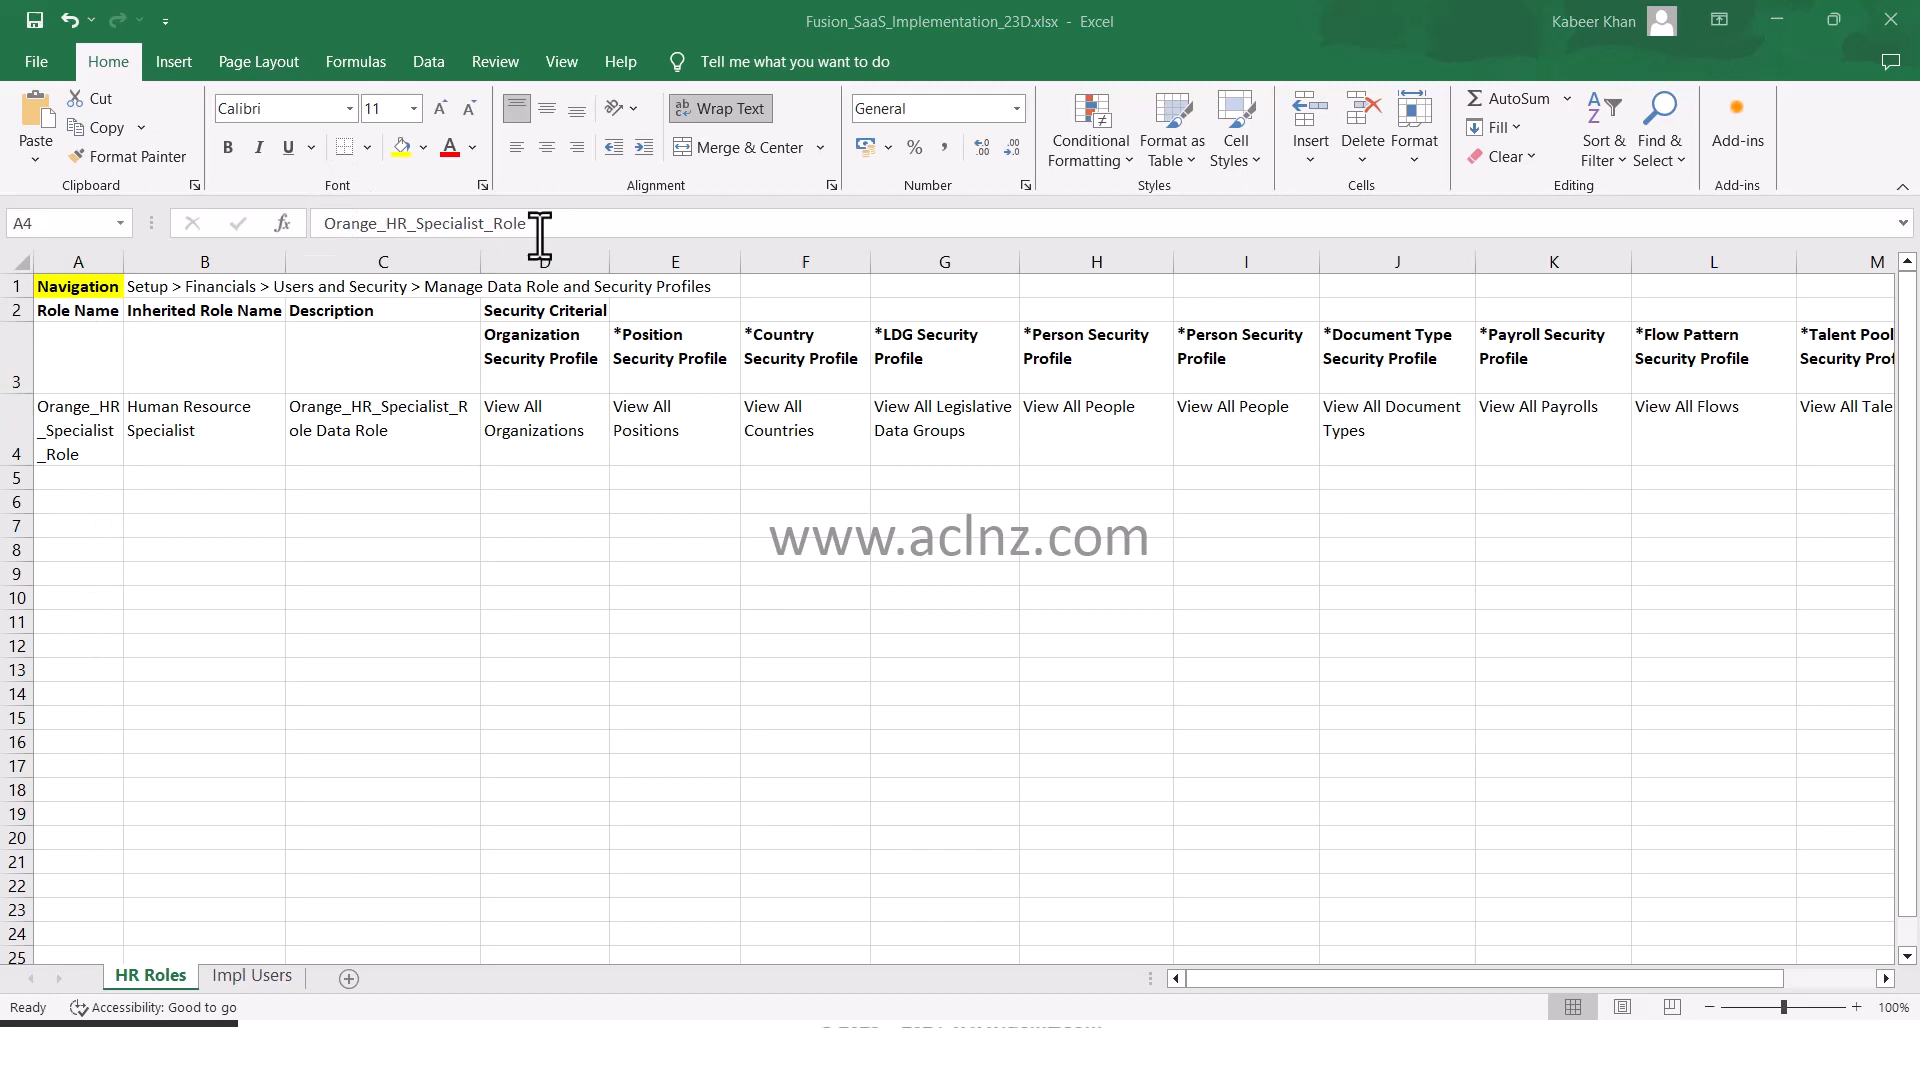 Fusion_SaaS_Implementation_23D.xlsx - Excel
Kabeer Khan
File Home Insert Page Layout Formulas Data Review View Help Tell me what you want to do
Paste
Cut
Copy
Format Painter
Clipboard
Calibri 11
B I U
Font
Wrap Text
Merge & Center
Alignment
General
Number
Conditional Formatting
Format as Table
Cell Styles
Styles
Insert Delete Format
Cells
AutoSum
Fill
Clear
Sort & Filter
Find & Select
Editing
Add-ins
Add-ins
A4 fx Orange_HR_Specialist_Role
A B C D E F G H I J K L M
1 Navigation Setup > Financials > Users and Security > Manage Data Role and Security Profiles
2 Role Name Inherited Role Name Description Security Criterial
Organization *Position *Country *LDG Security *Person Security *Person Security *Document Type *Payroll Security *Flow Pattern *Talent Pool
Security Profile Security Profile Security Profile Profile Profile Profile Security Profile Profile Security Profile Security Prof
3
Orange_HR Human Resource Orange_HR_Specialist_R View All View All View All View All Legislative View All People View All People View All Document View All Payrolls View All Flows View All Tale
_Specialist Specialist ole Data Role Organizations Positions Countries Data Groups Types
4 _Role
5
6
7
8
www.aclnz.com
9
10
11
12
13
14
15
16
17
18
19
20
21
22
23
24
25
HR Roles Impl Users
Ready Accessibility: Good to go 100%